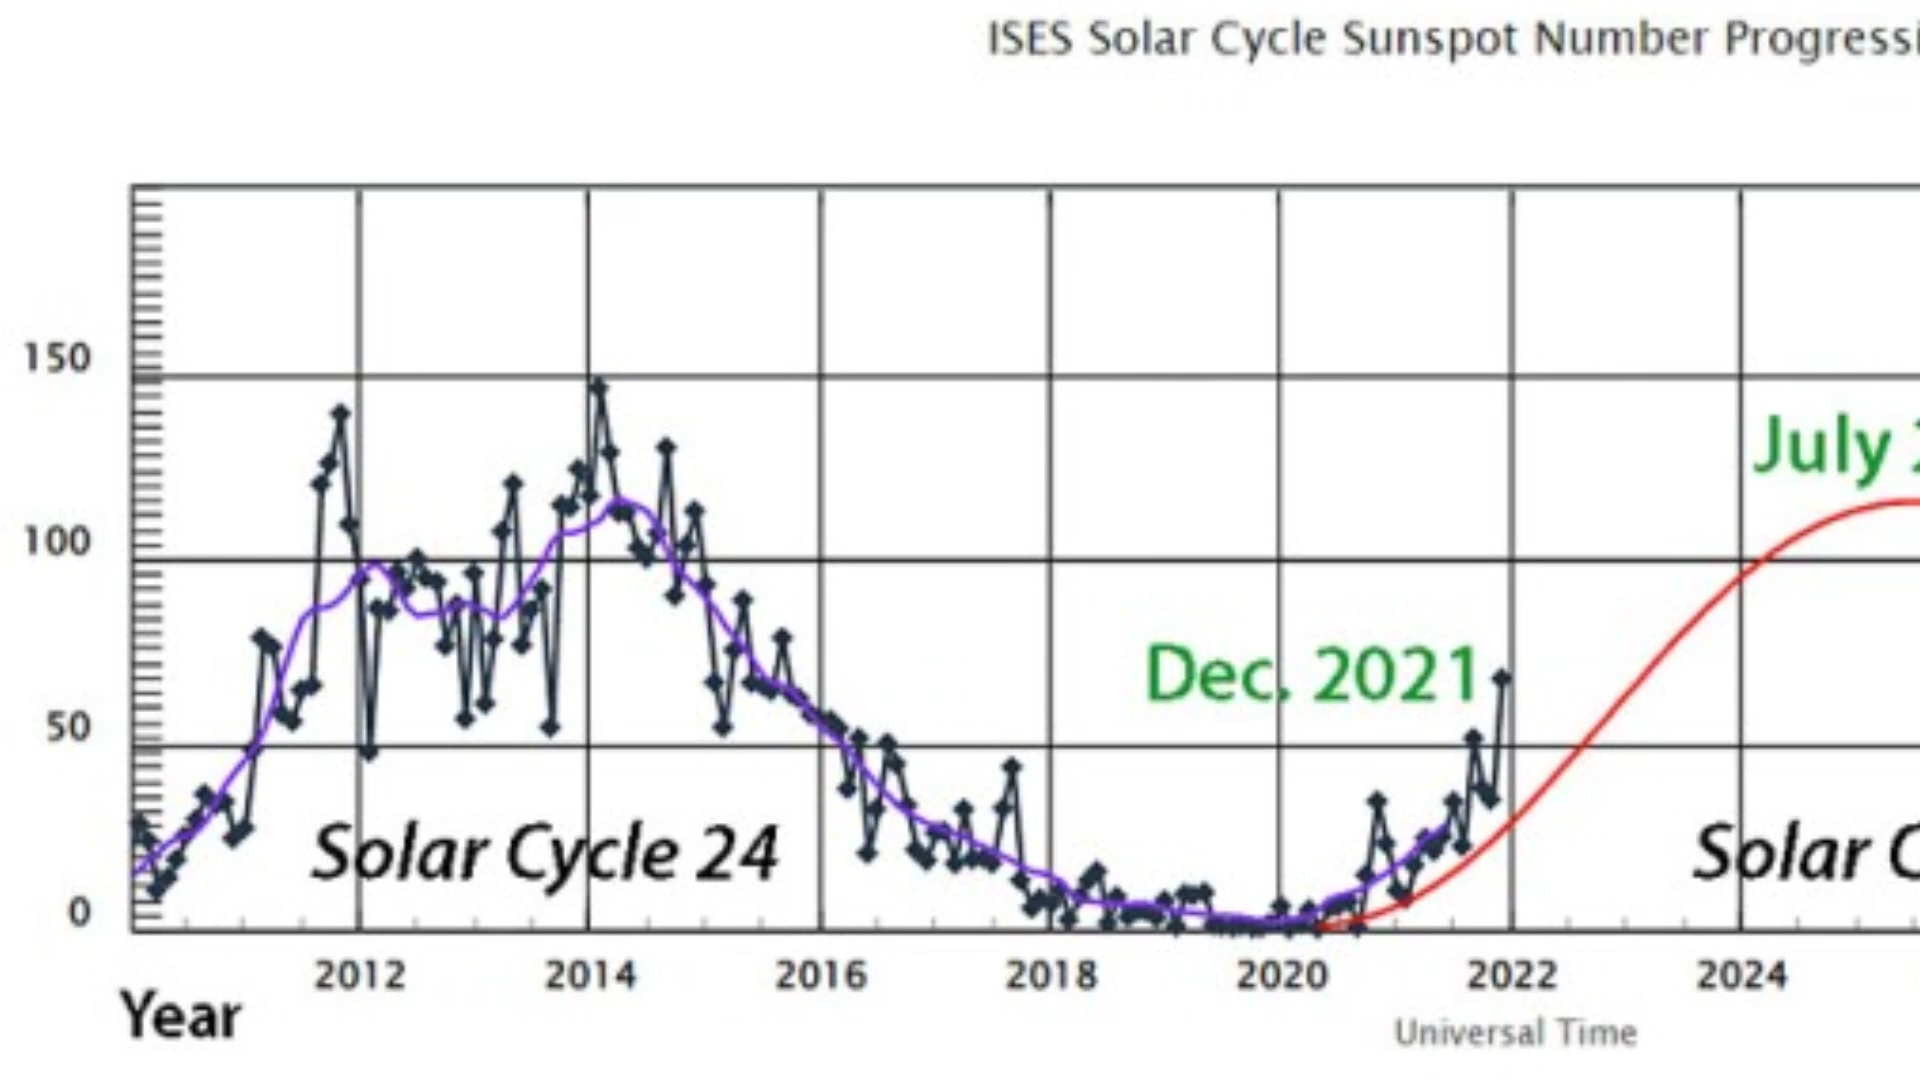 ISES Solar Cycle Sunspot Number Progressi
150
July 2
100
Dec. 2021
50
Solar Cycle 24
Solar C
0
2012 2014 2016 2018 2020 2022 2024
Year
Universal Time